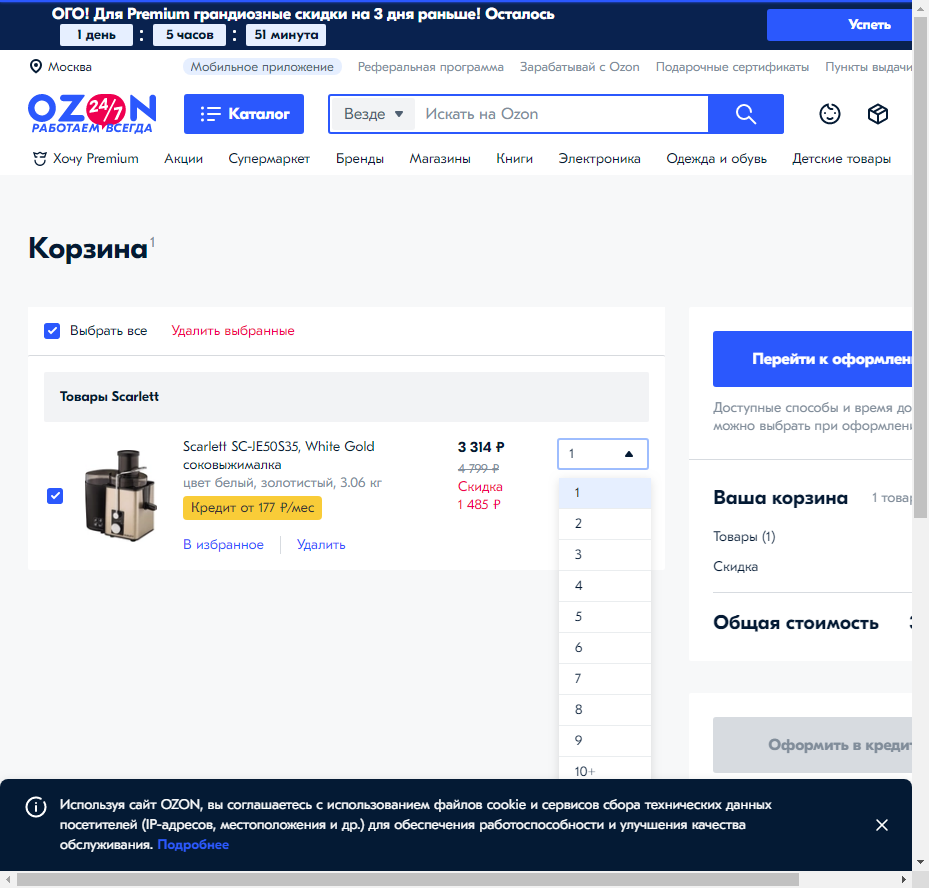 ОГО! Для Premium грандиозные скидки на 3 дня раньше! Осталось
1 день : 5 часов : 51 минута
Успеть
Москва
Мобильное приложение
Реферальная программа
Зарабатывай с Ozon
Подарочные сертификаты
Пункты выдачи
OZON 24/7
РАБОТАЕМ ВСЕГДА
Каталог
Везде
Искать на Ozon
Хочу Premium
Акции
Супермаркет
Бренды
Магазины
Книги
Электроника
Одежда и обувь
Детские товары
Корзина 1
Выбрать все
Удалить выбранные
Товары Scarlett
Scarlett SC-JE50S35, White Gold
соковыжималка
цвет белый, золотистый, 3.06 кг
Кредит от 177 ₽/мес
В избранное
Удалить
3 314 ₽
4 799 ₽
Скидка
1 485 ₽
1
1
2
3
4
5
6
7
8
9
10+
Перейти к оформлен
Доступные способы и время до
можно выбрать при оформлени
Ваша корзина
1 товар
Товары (1)
Скидка
Общая стоимость
Оформить в кредит
Используя сайт OZON, вы соглашаетесь с использованием файлов cookie и сервисов сбора технических данных
посетителей (IP-адресов, местоположения и др.) для обеспечения работоспособности и улучшения качества
обслуживания. Подробнее